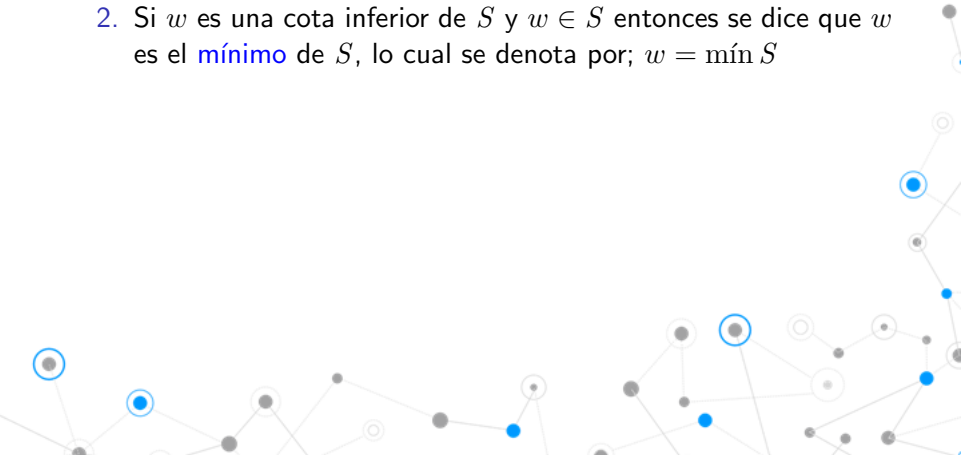 2. Si w es una cota inferior de S y w ∈ S entonces se dice que w
es el mínimo de S, lo cual se denota por; w = mín S